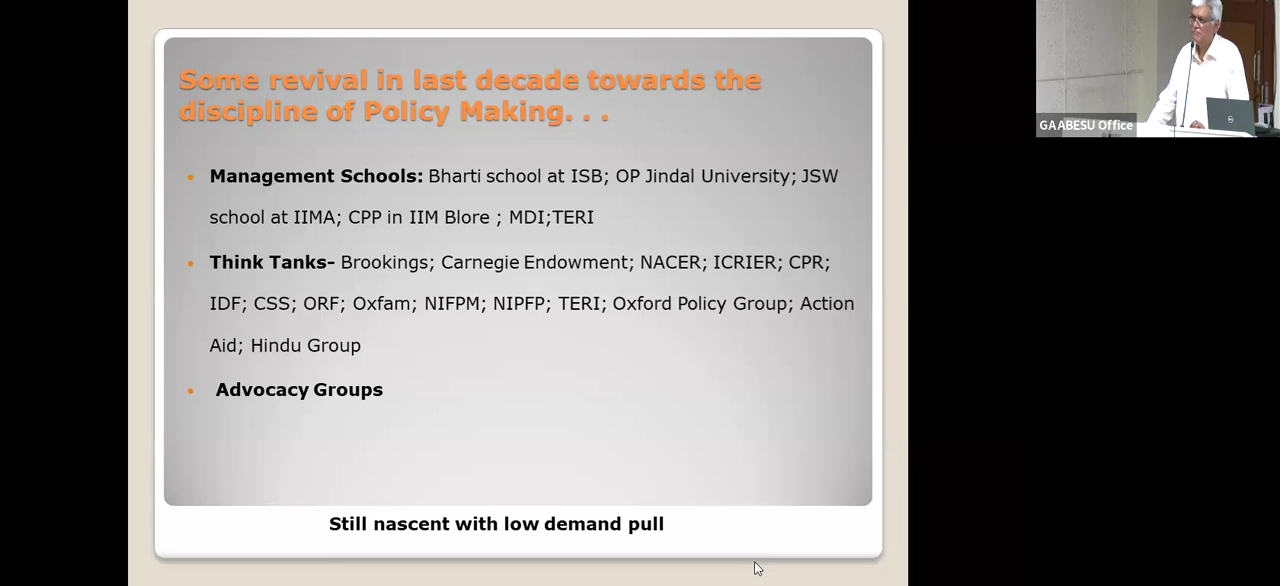 Some revival in last decade towards the
discipline of Policy Making. . .
Management Schools: Bharti school at ISB; OP Jindal University; JSW
school at IIMA; CPP in IIM Blore ; MDI;TERI
Think Tanks– Brookings; Carnegie Endowment; NACER; ICRIER; CPR;
IDF; CSS; ORF; Oxfam; NIFPM; NIPFP; TERI; Oxford Policy Group; Action
Aid; Hindu Group
Advocacy Groups
Still nascent with low demand pull
GAABESU Office